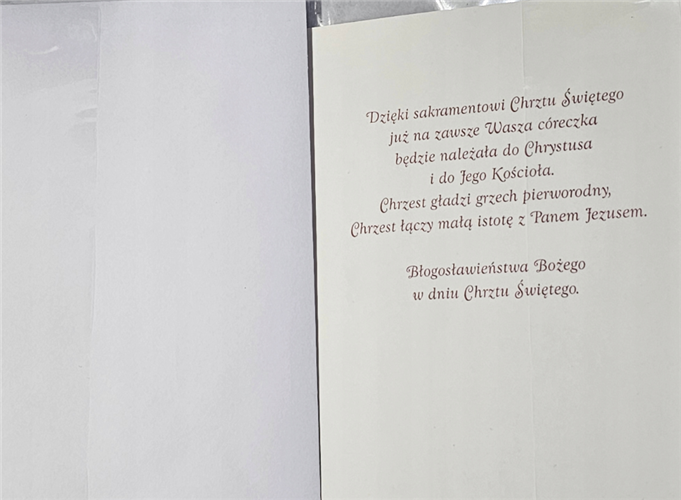 Dzięki sakramentowi Chrztu Świętego
już na zawsze Wasza córeczka
będzie należała do Chrystusa
i do Jego Kościoła.
Chrzest gładzi grzech pierworodny,
Chrzest łączy małą istotę z Panem Jezusem.
Błogosławieństwa Bożego
w dniu Chrztu Świętego.